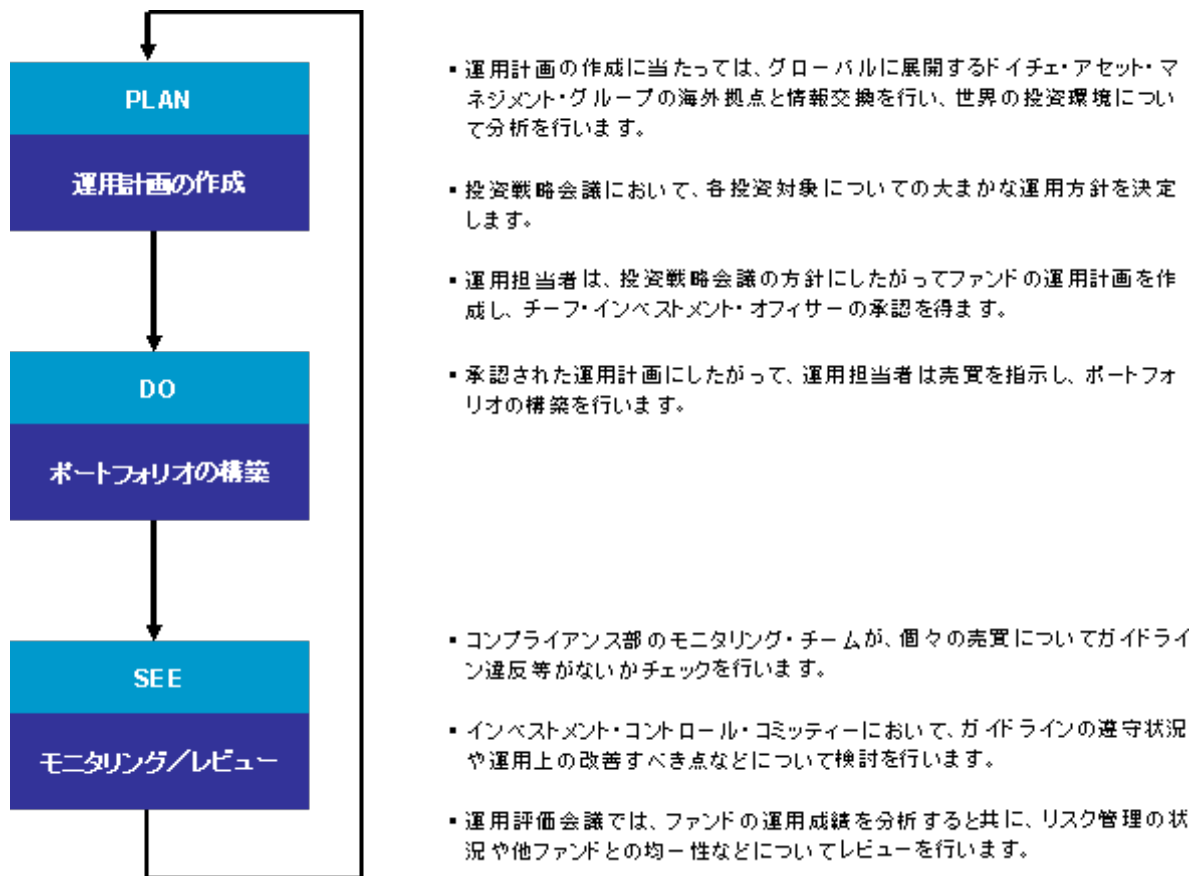 PLAN
運用計画の作成
▪ 運用計画の作成に当たっては、グローバルに展開するドイチェ・アセット・マ
ネジメント・グループの海外拠点と情報交換を行い、世界の投資環境につい
て分析を行います。
▪ 投資戦略会議において、各投資対象についての大まかな運用方針を決定
します。
▪ 運用担当者は、投資戦略会議の方針にしたがってファンドの運用計画を作
成し、チーフ・インベストメント・オフィサーの承認を得ます。
DO
ポートフォリオの構築
▪ 承認された運用計画にしたがって、運用担当者は売買を指示し、ポートフォ
リオの構築を行います。
SEE
モニタリング／レビュー
▪ コンプライアンス部のモニタリング・チームが、個々の売買についてガイドライ
ン違反等がないかチェックを行います。
▪ インベストメント・コントロール・コミッティーにおいて、ガイドラインの遵守状況
や運用上の改善すべき点などについて検討を行います。
▪ 運用評価会議では、ファンドの運用成績を分析すると共に、リスク管理の状
況や他ファンドとの均一性などについてレビューを行います。